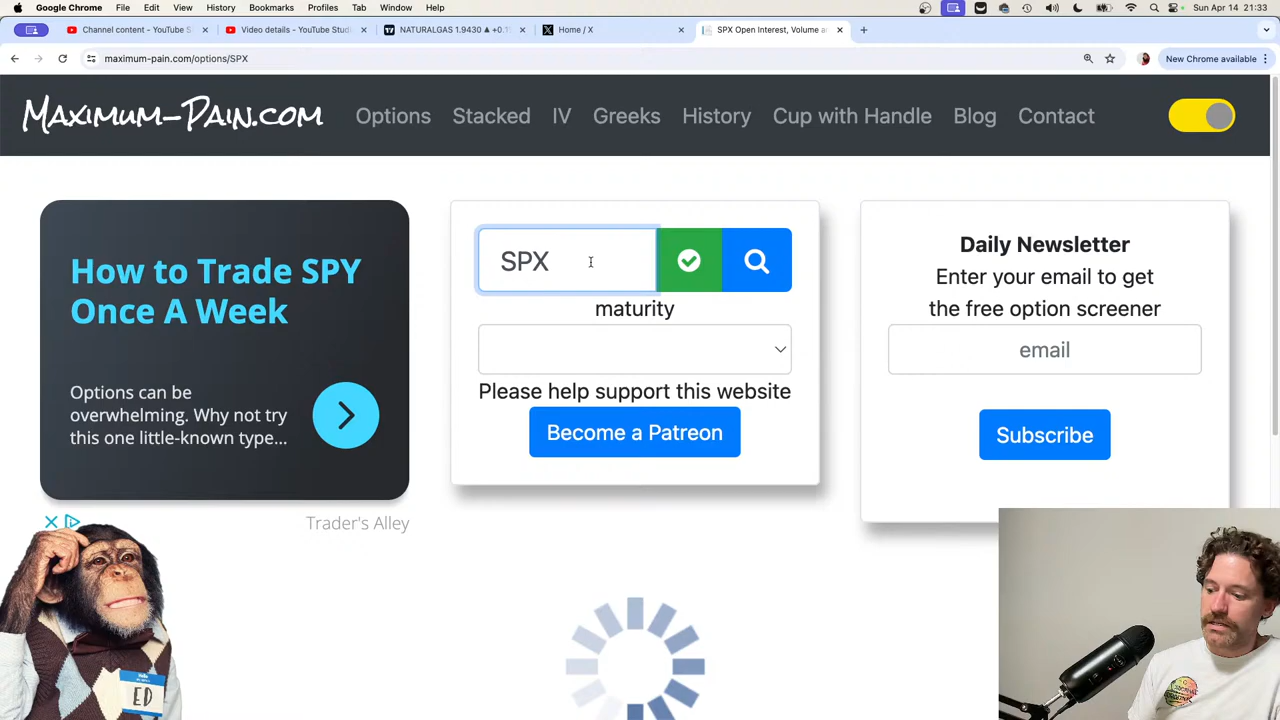 Google Chrome File Edit View History Bookmarks Profiles Tab Window Help Sun Apr 14 21:33
Channel content - YouTube S
Video details - YouTube Studi
NATURALGAS 1.9430 ▲ +0.1
Home / X
SPX Open Interest, Volume a
maximum-pain.com/options/SPX
New Chrome available
Maximum-Pain.com
Options
Stacked
IV
Greeks
History
Cup with Handle
Blog
Contact
How to Trade SPY
Once A Week
Options can be
overwhelming. Why not try
this one little-known type...
Trader's Alley
SPX
maturity
Please help support this website
Become a Patreon
Daily Newsletter
Enter your email to get
the free option screener
email
Subscribe
ED